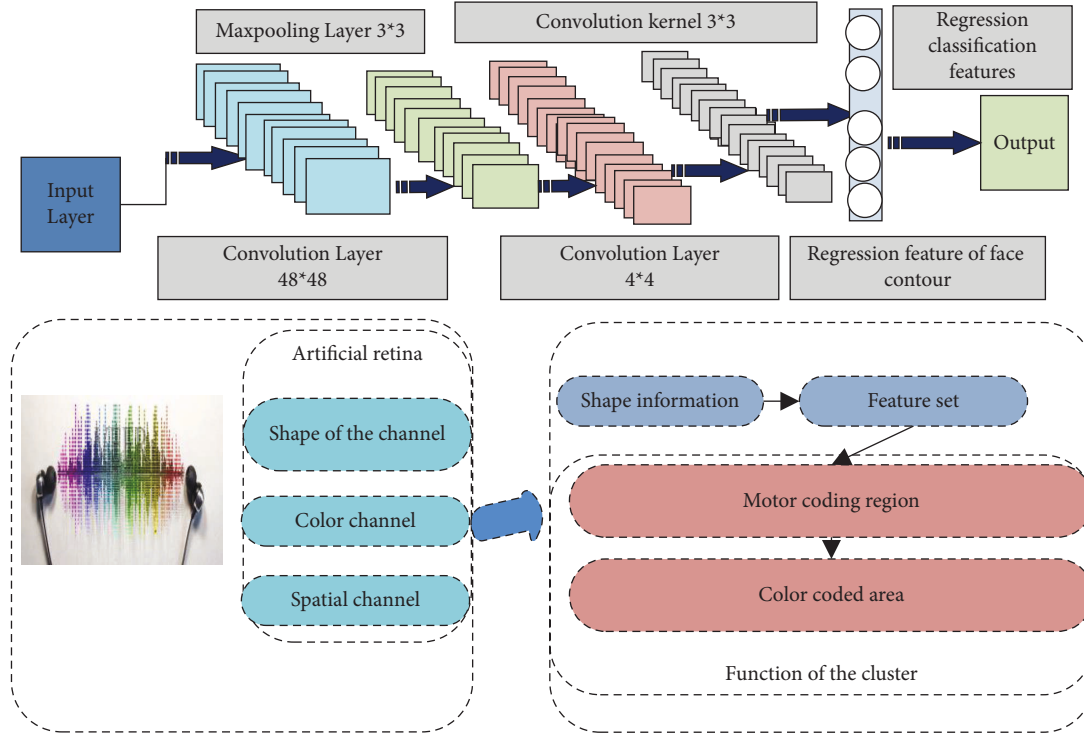 Maxpooling Layer 3*3
Convolution kernel 3*3
Regression
classification
features
Input
Layer
Output
Convolution Layer
48*48
Convolution Layer
4*4
Regression feature of face
contour
Artificial retina
Shape of the channel
Color channel
Spatial channel
Shape information
Feature set
Motor coding region
Color coded area
Function of the cluster